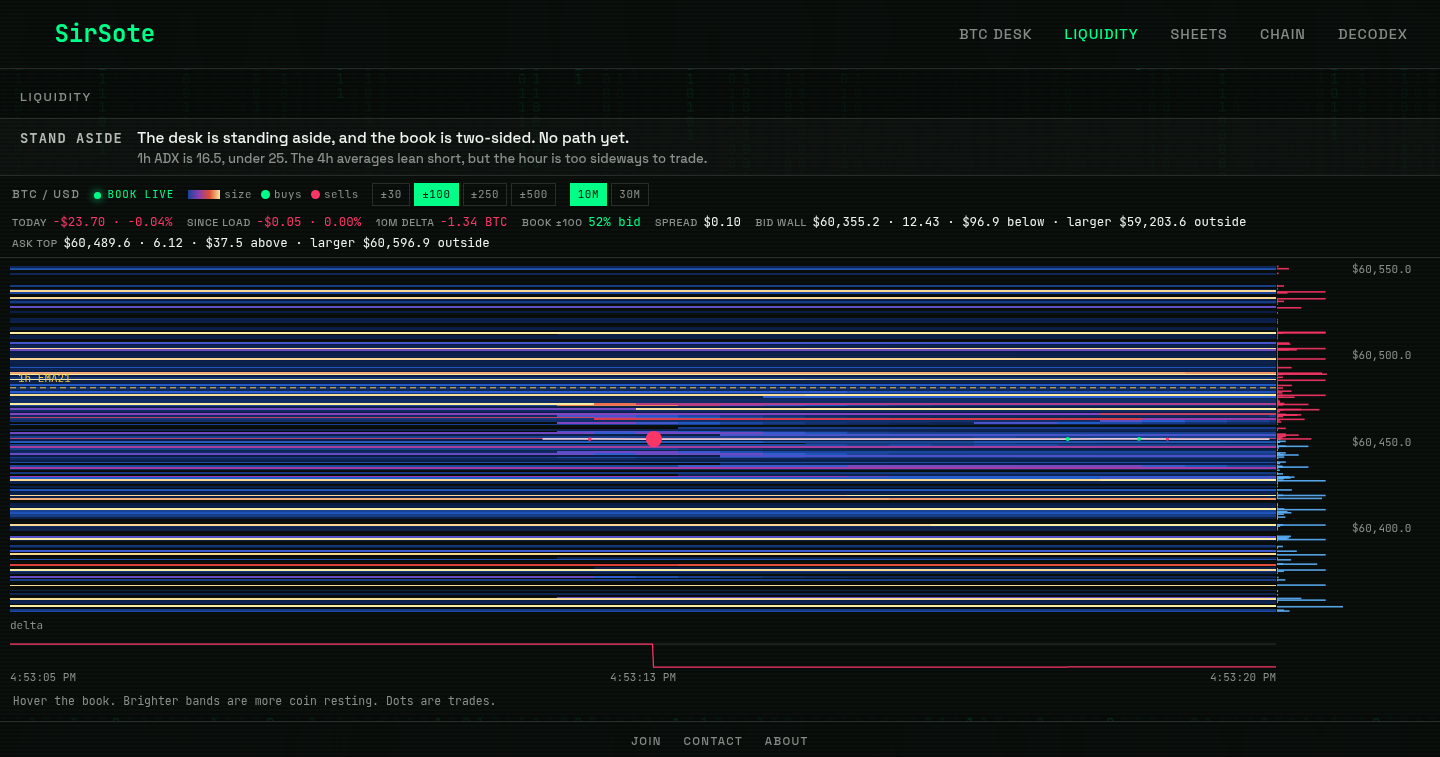 SirSote
BTC DESK LIQUIDITY SHEETS CHAIN DECODEX
LIQUIDITY
STAND ASIDE The desk is standing aside, and the book is two-sided. No path yet.
1h ADX is 16.5, under 25. The 4h averages lean short, but the hour is too sideways to trade.
BTC / USD BOOK LIVE size buys sells ±30 ±100 ±250 ±500 10M 30M
TODAY -$23.70 · -0.04% SINCE LOAD -$0.05 · 0.00% 10M DELTA -1.34 BTC BOOK ±100 52% bid SPREAD $0.10 BID WALL $60,355.2 · 12.43 · $96.9 below · larger $59,203.6 outside
ASK TOP $60,489.6 · 6.12 · $37.5 above · larger $60,596.9 outside
$60,550.0
$60,500.0
1h EMA21
$60,450.0
$60,400.0
delta
4:53:05 PM 4:53:13 PM 4:53:20 PM
Hover the book. Brighter bands are more coin resting. Dots are trades.
JOIN CONTACT ABOUT